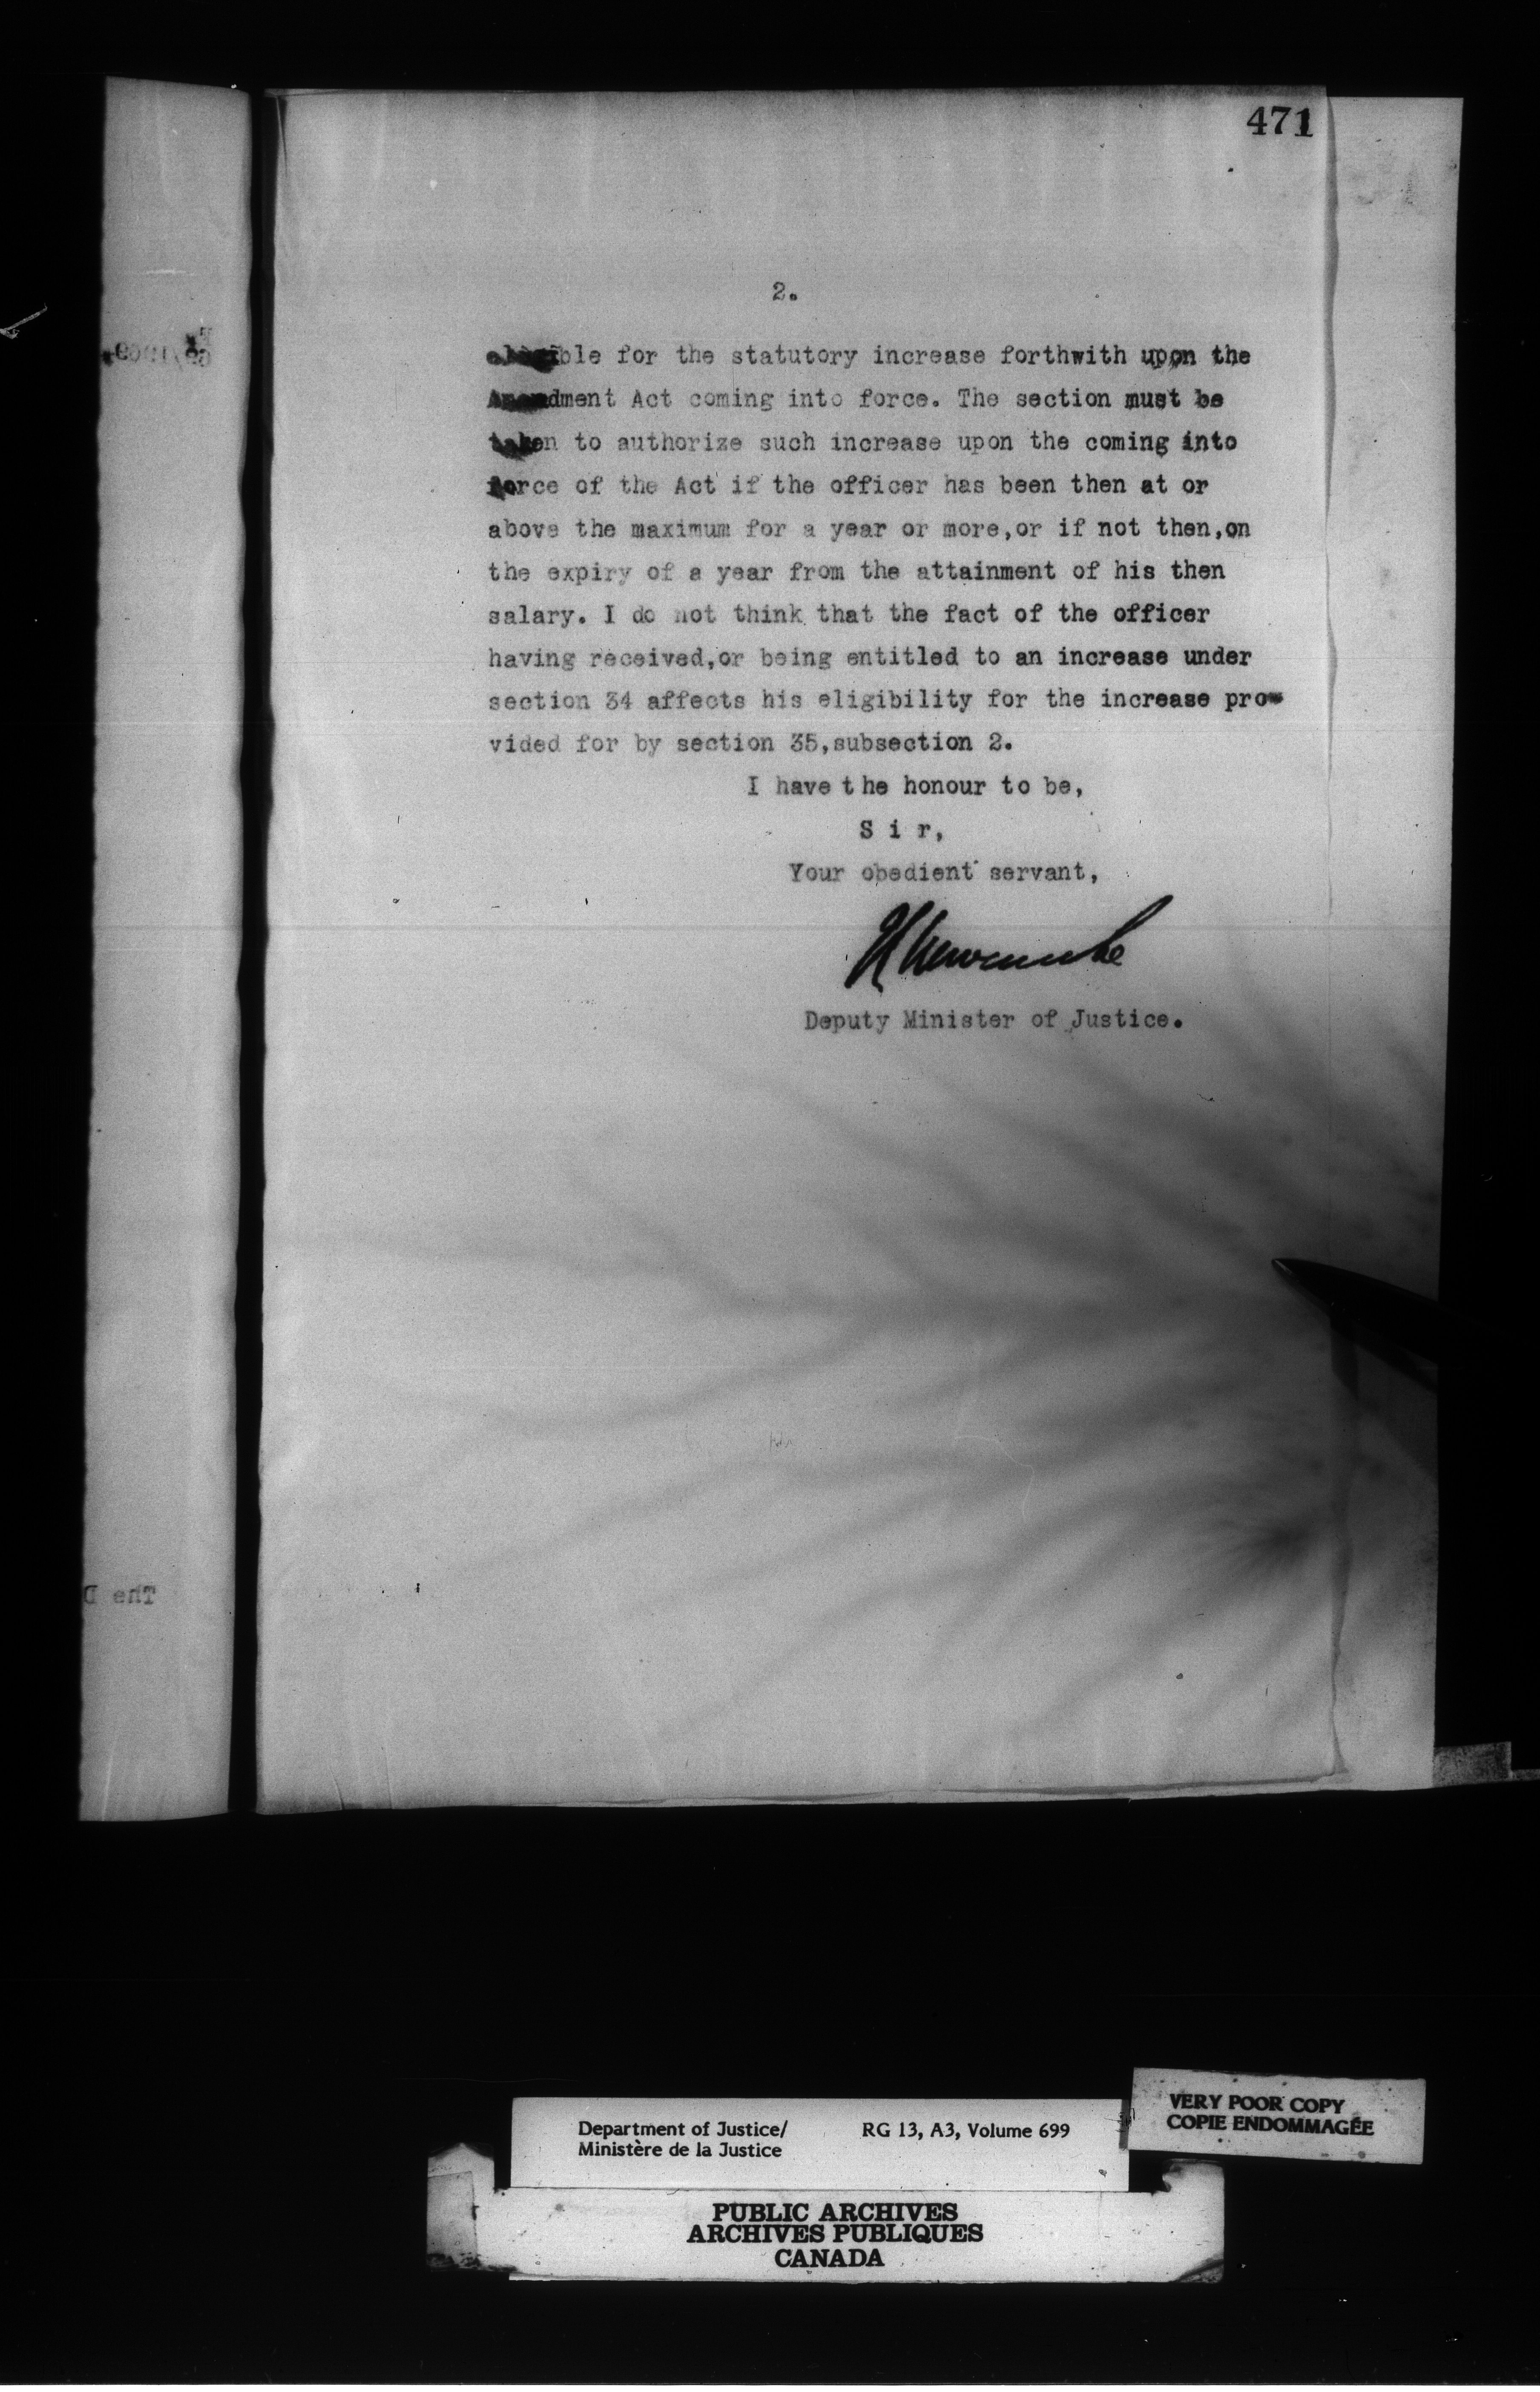 471
2.
eligible for the statutory increase forthwith upon the
Amendment Act coming into force. The section must be
taken to authorize such increase upon the coming into
force of the Act if the officer has been then at or
above the maximum for a year or more,or if not then,on
the expiry of a year from the attainment of his then
salary. I do not think that the fact of the officer
having received,or being entitled to an increase under
section 34 affects his eligibility for the increase pro-
vided for by section 35,subsection 2.
I have the honour to be,
S i r,
Your obedient servant,
Newcombe
Deputy Minister of Justice.
Department of Justice/
Ministère de la Justice
RG 13, A3, Volume 699
VERY POOR COPY
COPIE ENDOMMAGÉE
PUBLIC ARCHIVES
ARCHIVES PUBLIQUES
CANADA